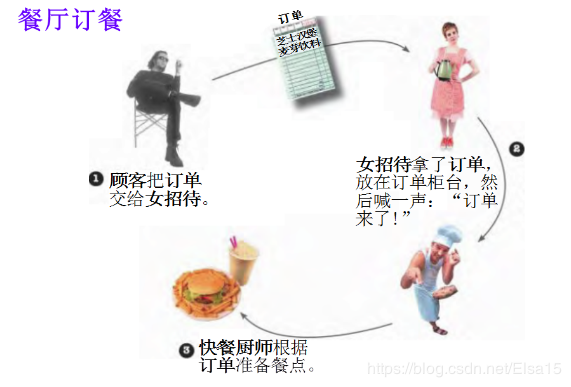 餐厅订餐
订单
芝士汉堡
麦芽饮料
1 顾客把订单
交给女招待。
2
女招待拿了订单，
放在订单柜台，然
后喊一声：“订单
来了！”
3 快餐厨师根据
订单准备餐点。
https://blog.csdn.net/Elsa15